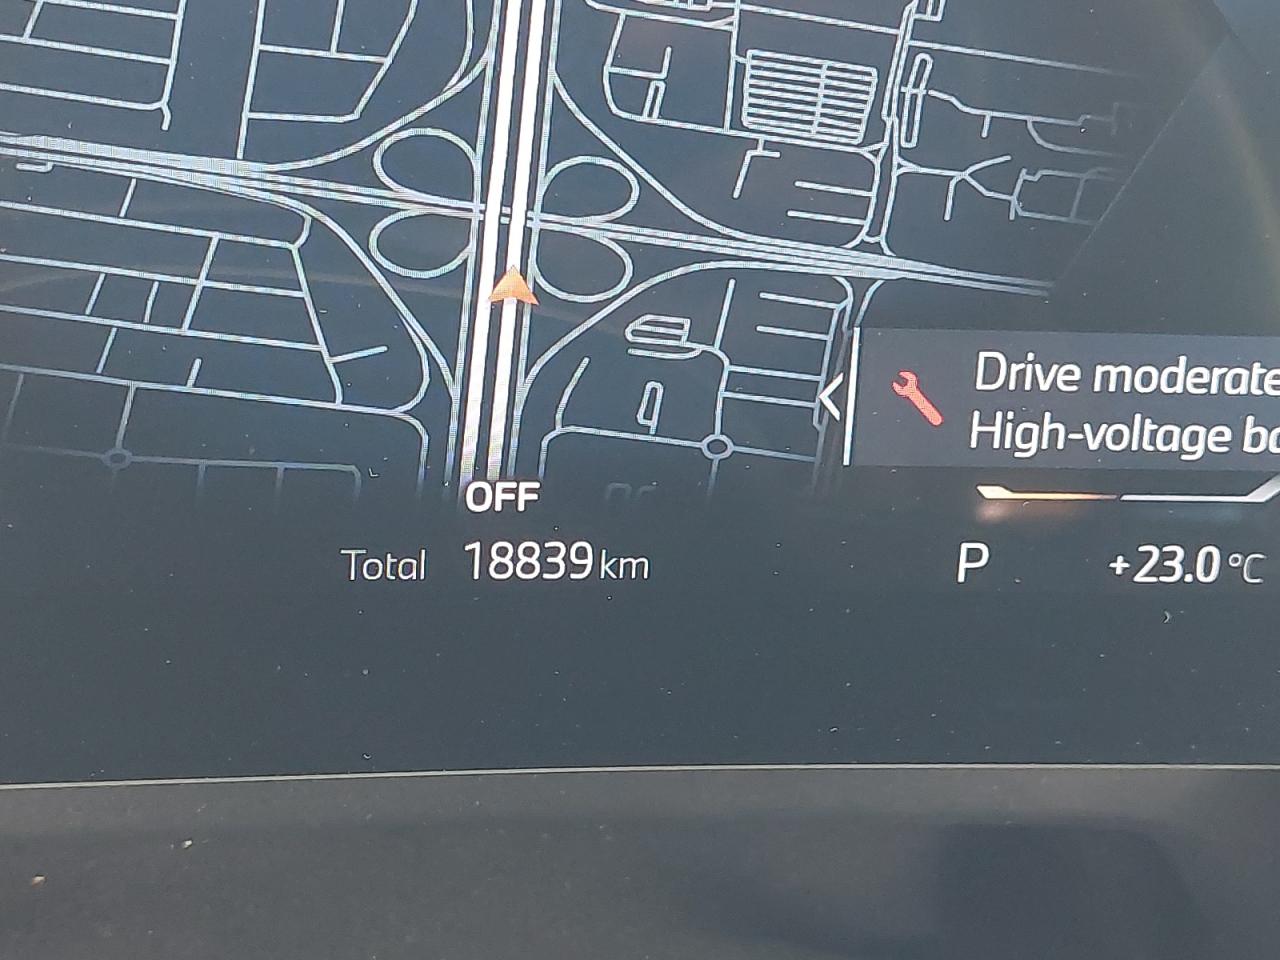 Drive moderate
High-voltage
OFF
Total 18839 km
P +23.0 °C